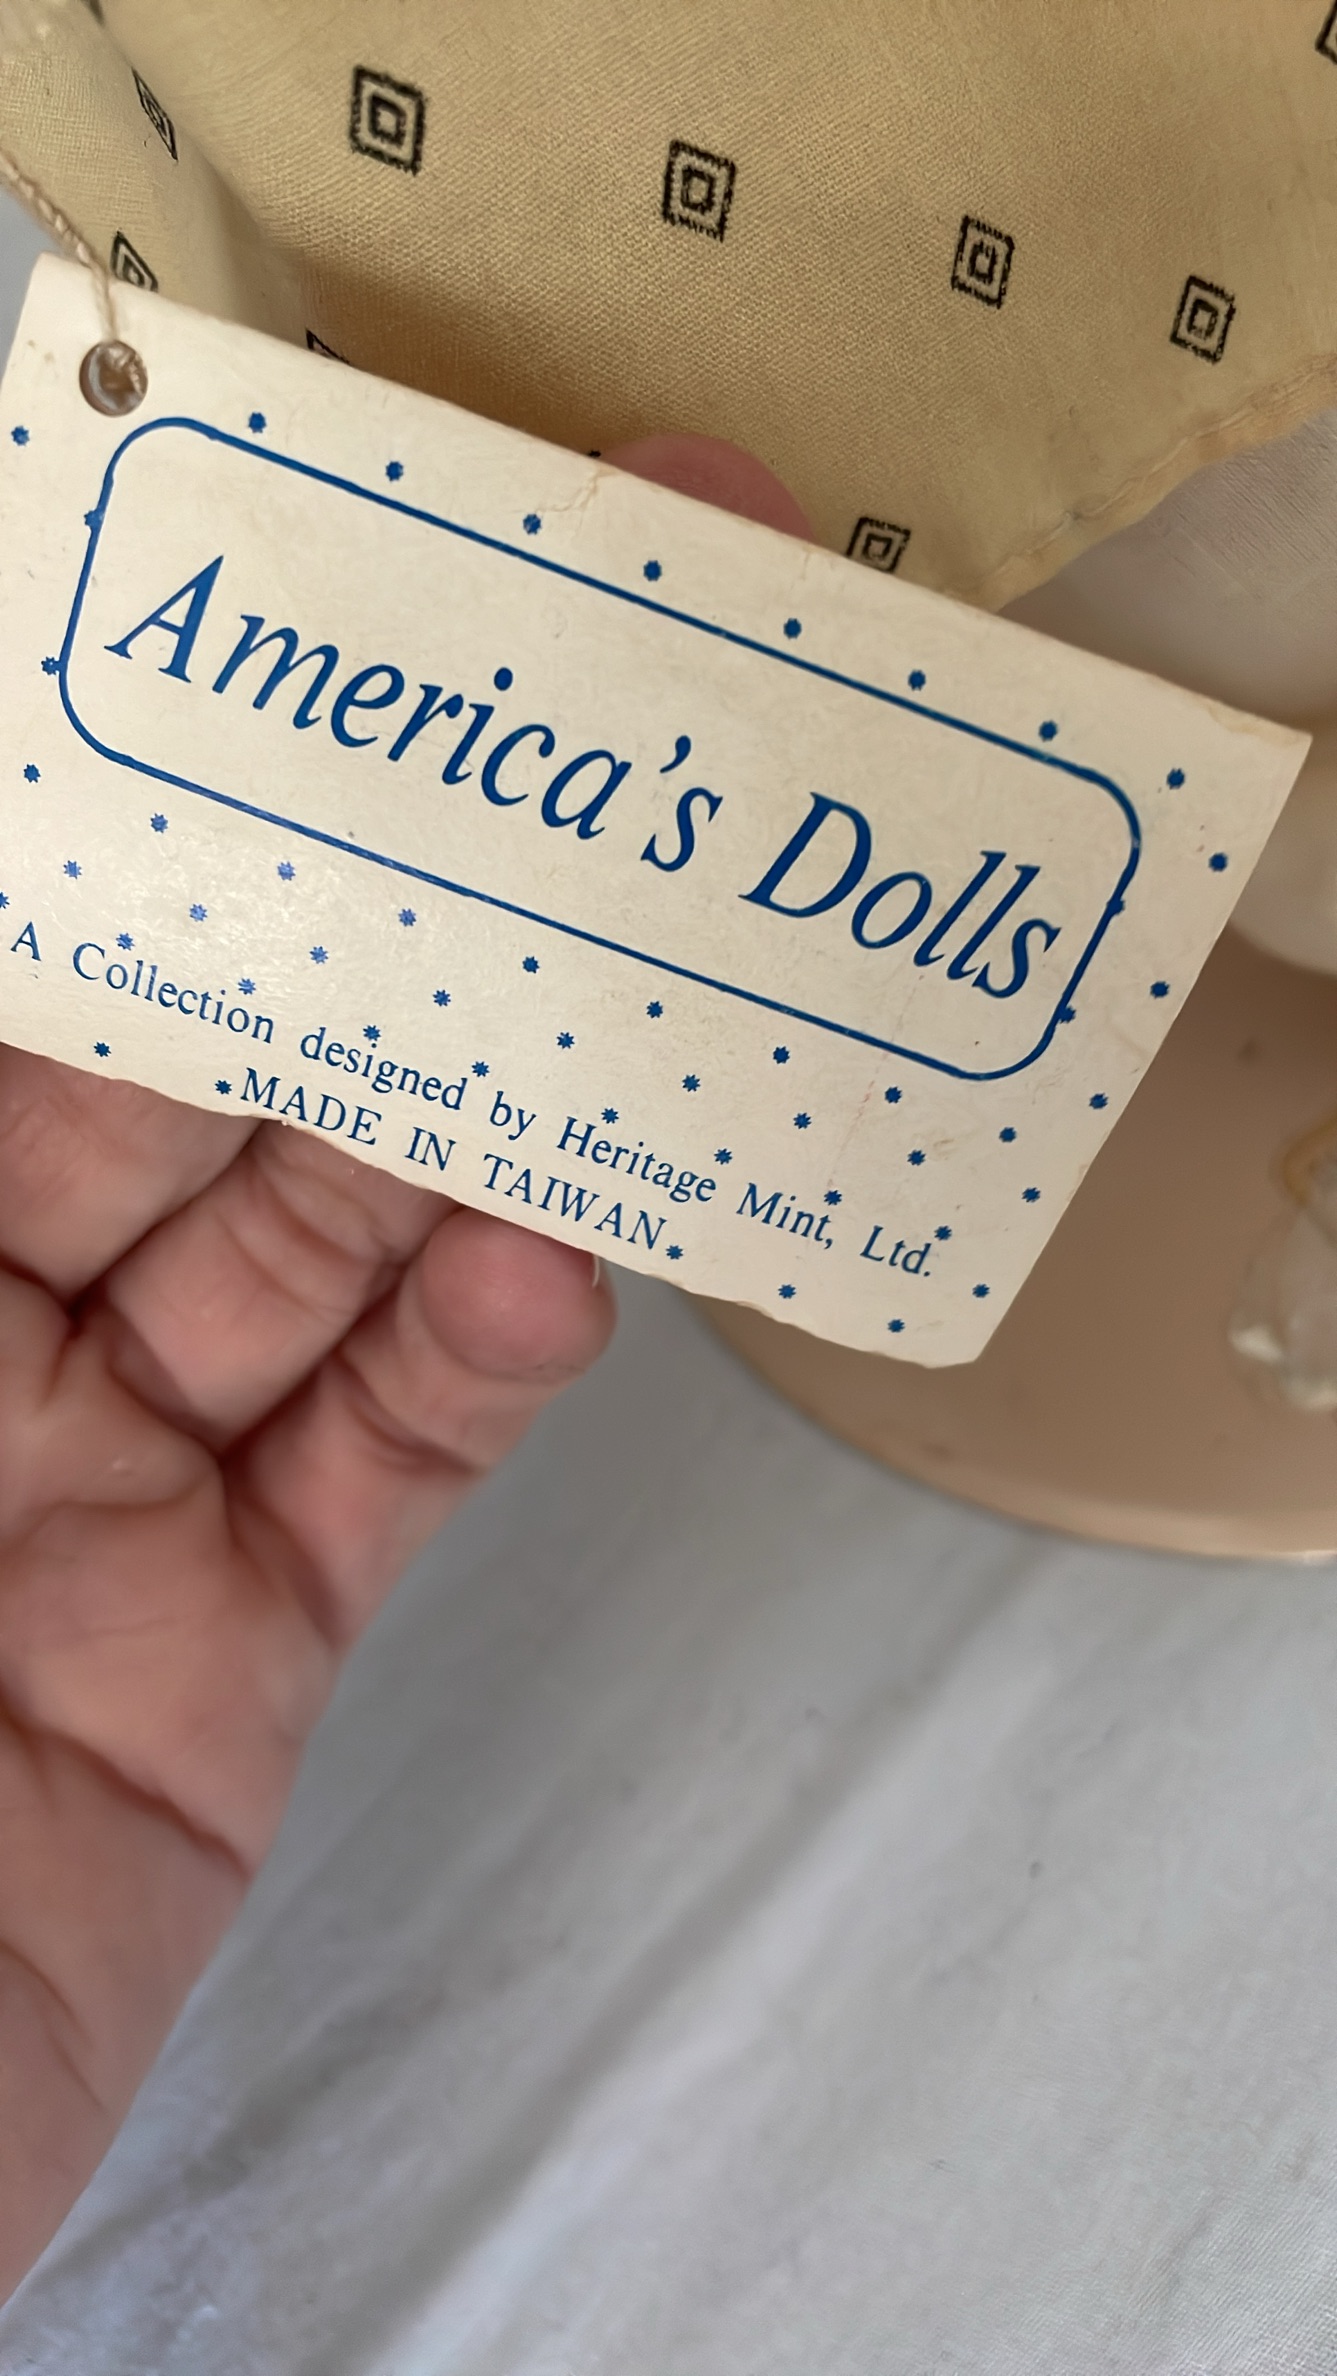 America's Dolls
A Collection designed by Heritage Mint, Ltd.
MADE IN TAIWAN